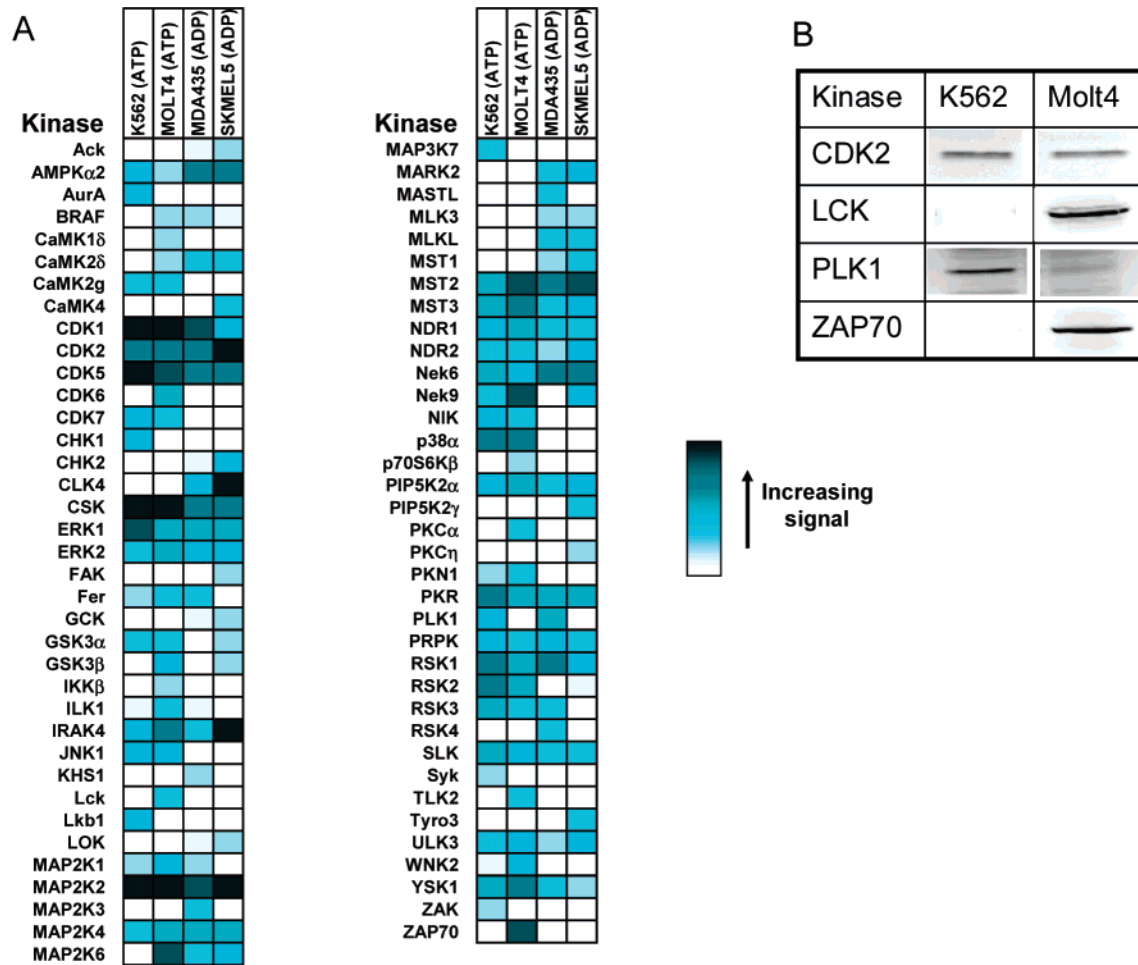 A
Kinase
K562 (ATP)
MOLT4 (ATP)
MDA435 (ADP)
SKMEL5 (ADP)
Ack
AMPKα2
AurA
BRAF
CaMK1δ
CaMK2δ
CaMK2g
CaMK4
CDK1
CDK2
CDK5
CDK6
CDK7
CHK1
CHK2
CLK4
CSK
ERK1
ERK2
FAK
Fer
GCK
GSK3α
GSK3β
IKKβ
ILK1
IRAK4
JNK1
KHS1
Lck
Lkb1
LOK
MAP2K1
MAP2K2
MAP2K3
MAP2K4
MAP2K6
Kinase
K562 (ATP)
MOLT4 (ATP)
MDA435 (ADP)
SKMEL5 (ADP)
MAP3K7
MARK2
MASTL
MLK3
MLKL
MST1
MST2
MST3
NDR1
NDR2
Nek6
Nek9
NIK
p38α
p70S6Kβ
PIP5K2α
PIP5K2γ
PKCα
PKCη
PKN1
PKR
PLK1
PRPK
RSK1
RSK2
RSK3
RSK4
SLK
Syk
TLK2
Tyro3
ULK3
WNK2
YSK1
ZAK
ZAP70
Increasing
signal
B
Kinase K562 Molt4
CDK2
LCK
PLK1
ZAP70